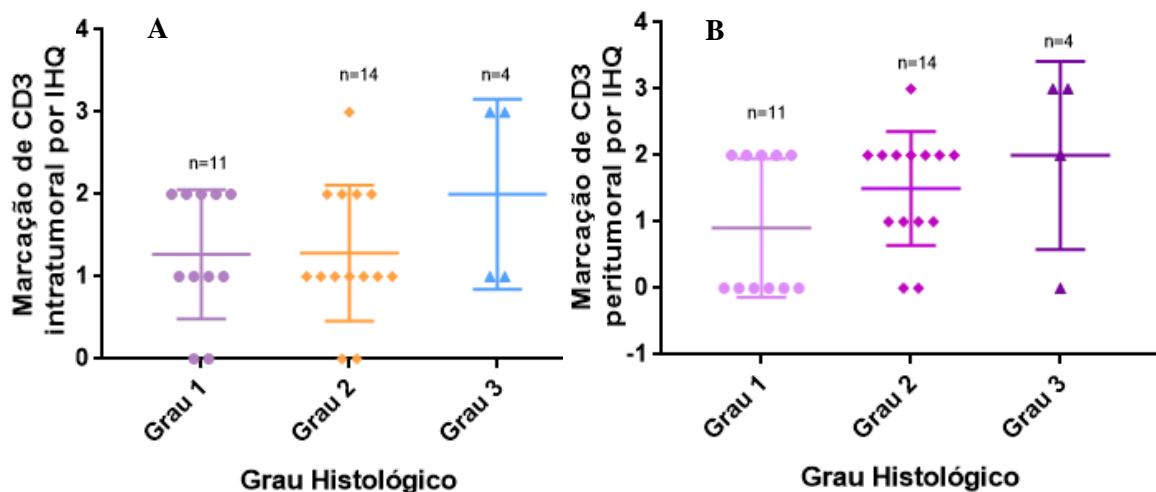 A
Marcação de CD3
intratumoral por IHQ
4
3
2
1
0
n=11
n=14
n=4
Grau 1
Grau 2
Grau 3
Grau Histológico
B
Marcação de CD3
peritumoral por IHQ
4
3
2
1
0
-1
n=11
n=14
n=4
Grau 1
Grau 2
Grau 3
Grau Histológico